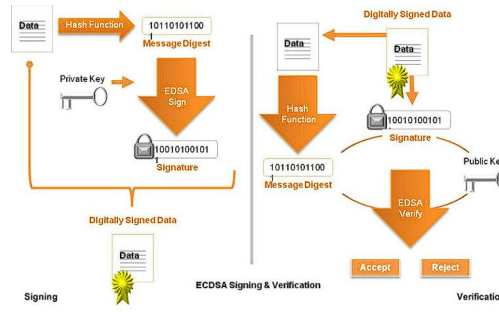 Data
Hash Function
10110101100
Message Digest
Private Key
EDSA
Sign
10010100101
Signature
Digitally Signed Data
Data
Signing
Digitally Signed Data
Data
Data
Hash
Function
10010100101
Signature
10110101100
Message Digest
Public Ke
EDSA
Verify
Accept
Reject
ECDSA Signing & Verification
Verificatio